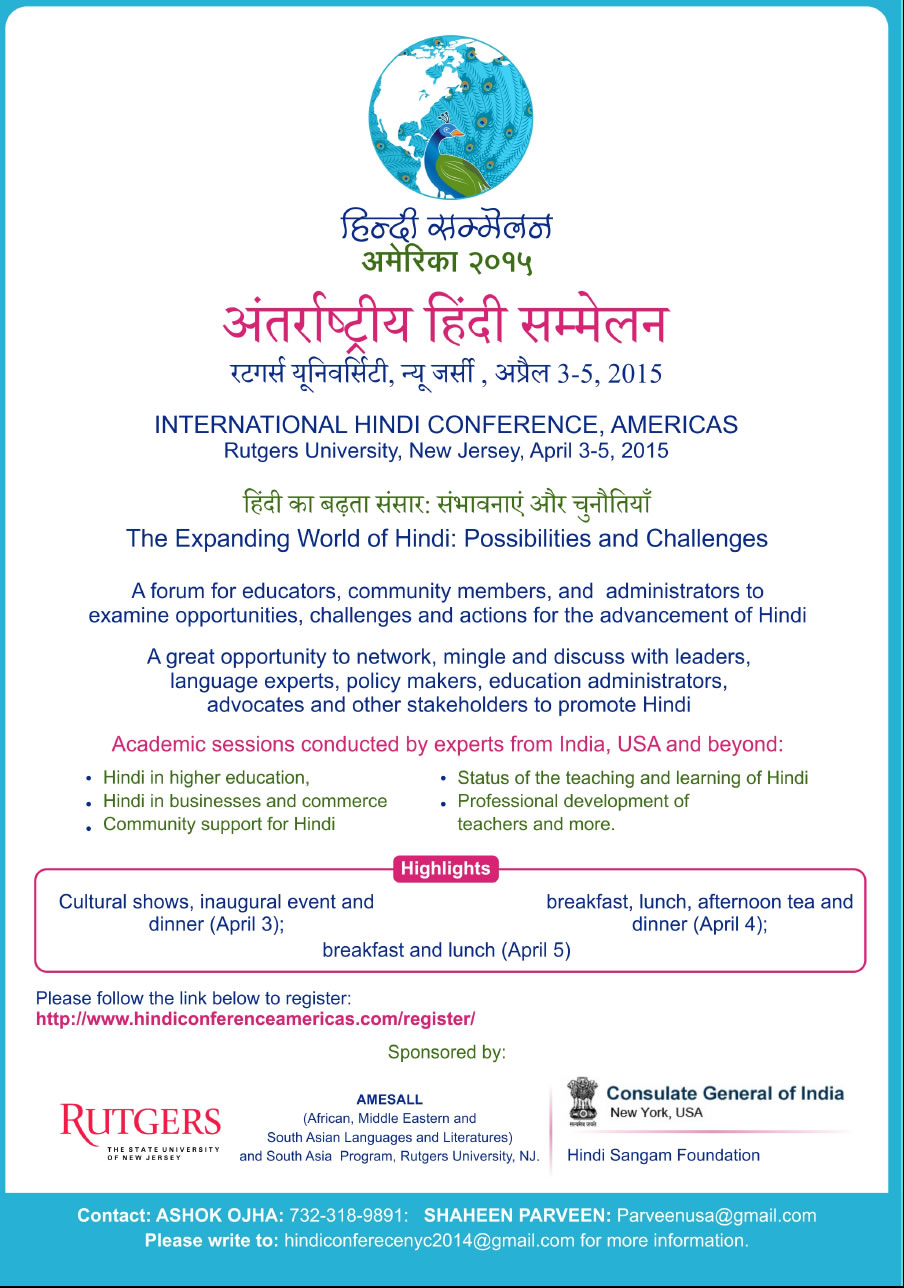 हिन्दी सम्मेलन
अमेरिका २०१५
अंतर्राष्ट्रीय हिंदी सम्मेलन
रटगर्स यूनिवर्सिटी, न्यू जर्सी , अप्रैल 3-5, 2015
INTERNATIONAL HINDI CONFERENCE, AMERICAS
Rutgers University, New Jersey, April 3-5, 2015
हिंदी का बढ़ता संसार: संभावनाएं और चुनौतियाँ
The Expanding World of Hindi: Possibilities and Challenges
A forum for educators, community members, and administrators to
examine opportunities, challenges and actions for the advancement of Hindi
A great opportunity to network, mingle and discuss with leaders,
language experts, policy makers, education administrators,
advocates and other stakeholders to promote Hindi
Academic sessions conducted by experts from India, USA and beyond:
• Hindi in higher education,
• Hindi in businesses and commerce
• Community support for Hindi
• Status of the teaching and learning of Hindi
• Professional development of
teachers and more.
Highlights
Cultural shows, inaugural event and
dinner (April 3);
breakfast, lunch, afternoon tea and
dinner (April 4);
breakfast and lunch (April 5)
Please follow the link below to register:
http://www.hindiconferenceamericas.com/register/
Sponsored by:
RUTGERS
THE STATE UNIVERSITY
OF NEW JERSEY
AMESALL
(African, Middle Eastern and
South Asian Languages and Literatures)
and South Asia Program, Rutgers University, NJ.
सत्यमेव जयते
Consulate General of India
New York, USA
Hindi Sangam Foundation
Contact: ASHOK OJHA: 732-318-9891: SHAHEEN PARVEEN: Parveenusa@gmail.com
Please write to: hindiconferecenyc2014@gmail.com for more information.